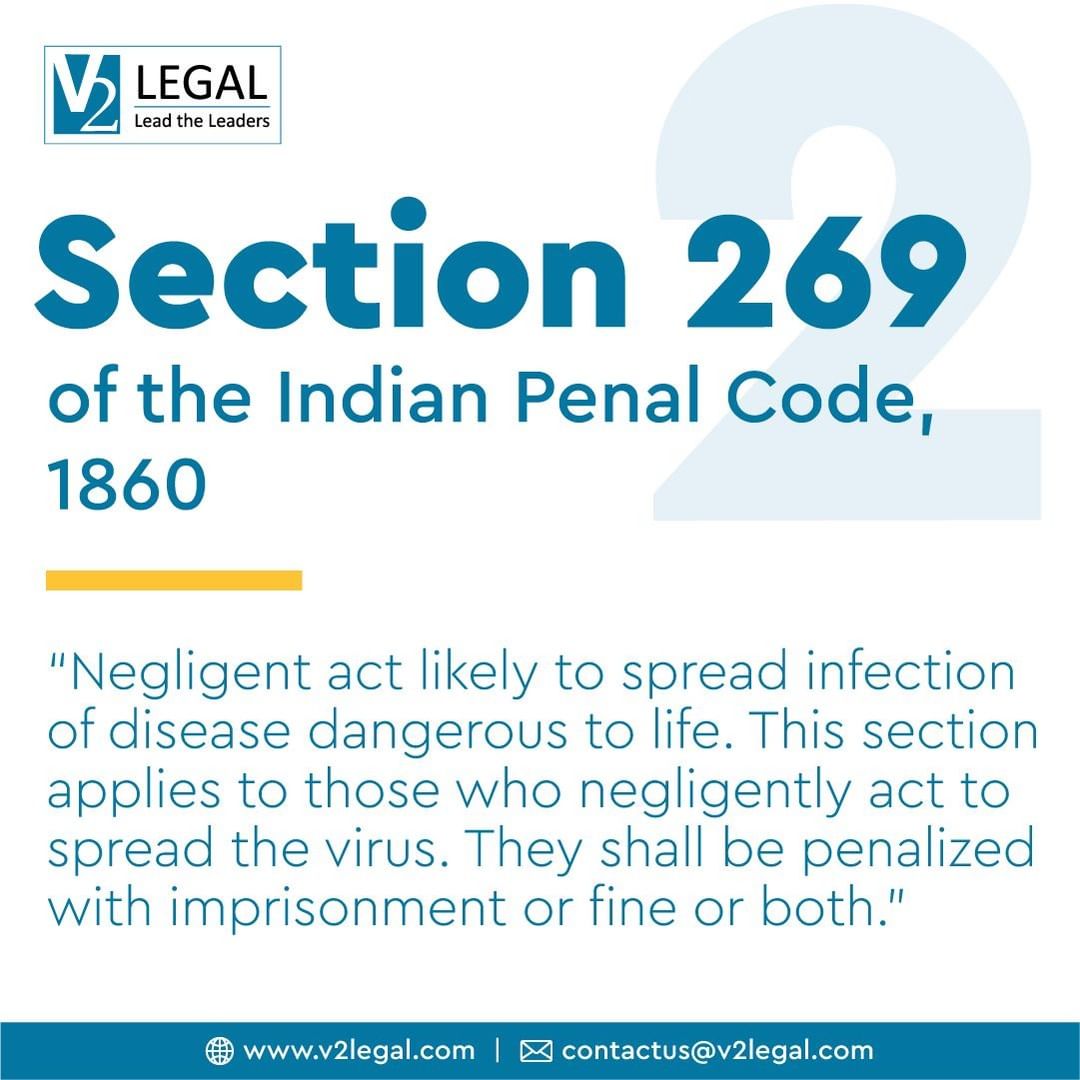 V2 LEGAL
Lead the Leaders
2
Section 269
of the Indian Penal Code,
1860
“Negligent act likely to spread infection
of disease dangerous to life. This section
applies to those who negligently act to
spread the virus. They shall be penalized
with imprisonment or fine or both.”
www.v2legal.com | contactus@v2legal.com